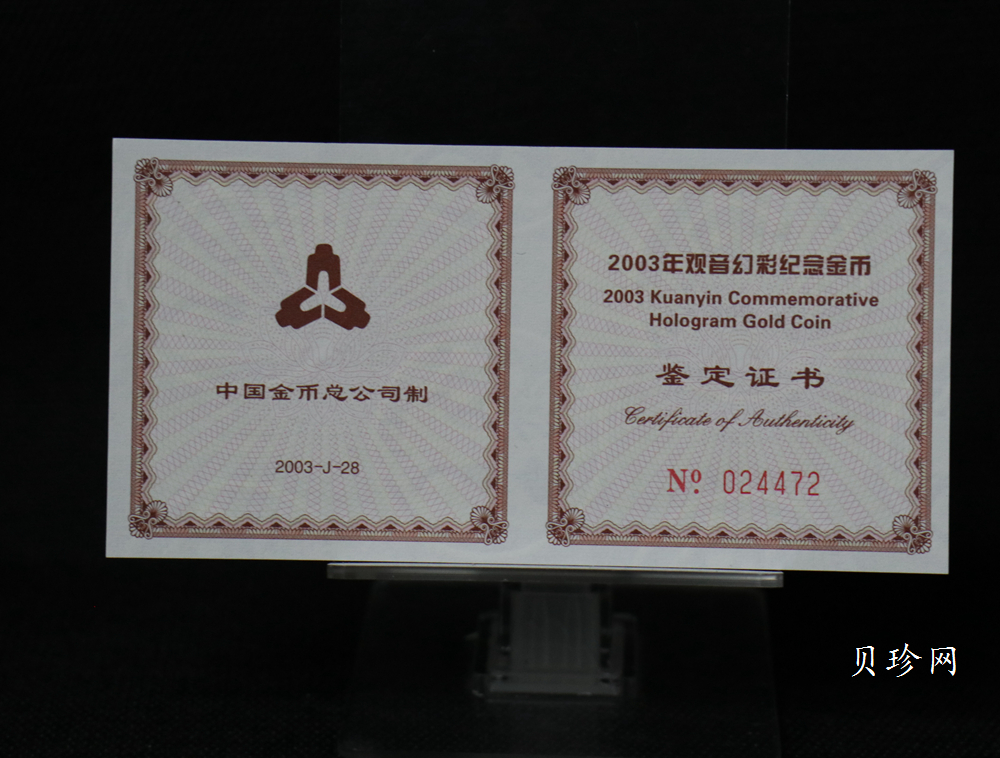 中国金币总公司制
2003-J-28
2003年观音幻彩纪念金币
2003 Kuanyin Commemorative
Hologram Gold Coin
鉴定证书
Certificate of Authenticity
Nº 024472
贝珍网